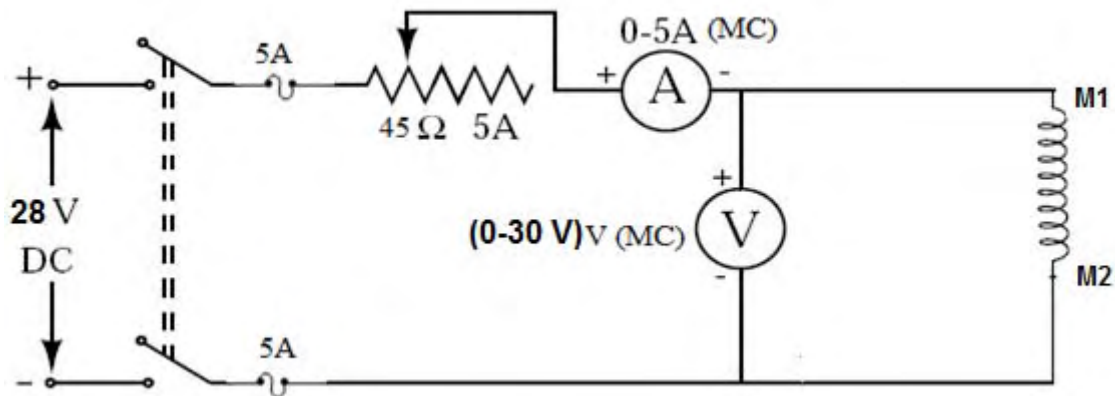 0-5A (MC)
5A
+
+ A -
M1
45 Ω 5A
+
28 V
DC
(0-30 V)V (MC)
V
-
M2
5A
-